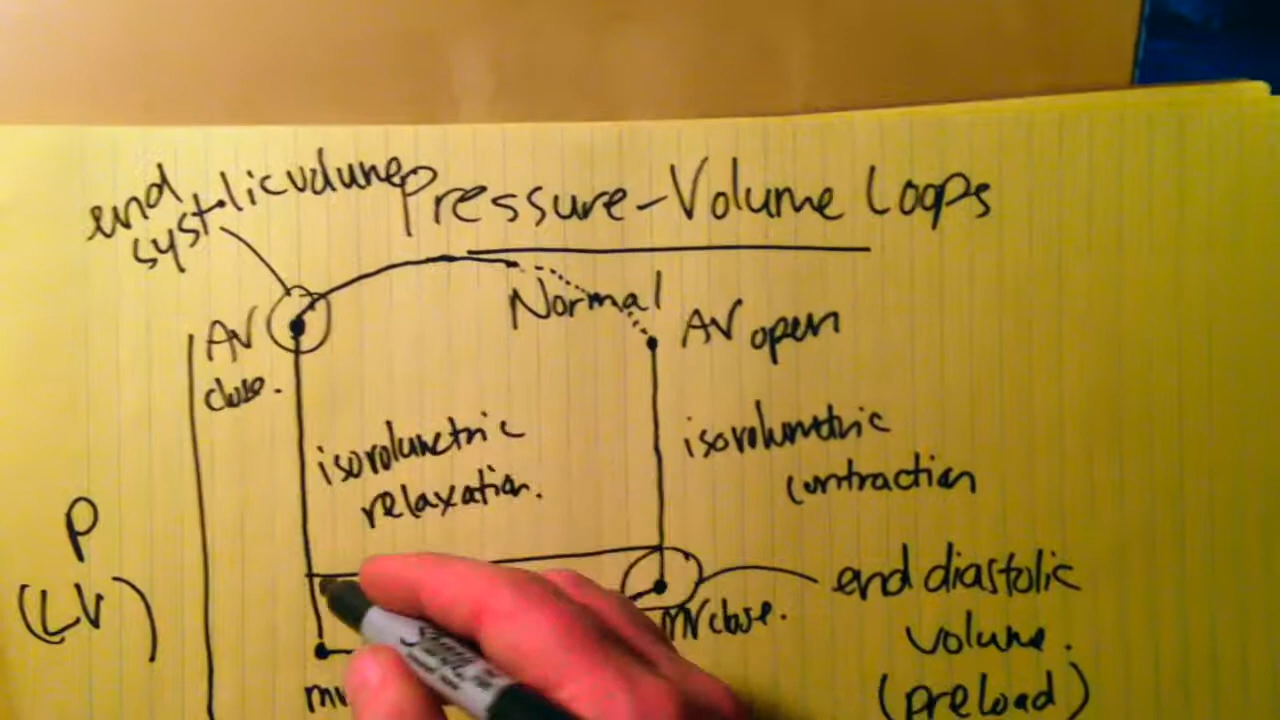 end
systolic volume
Pressure-Volume Loops
Normal
AV
close.
AV open
isovolumetric
relaxation.
isovolumetric
contraction
P
(LV)
MV close.
end diastolic
volume.
(preload)